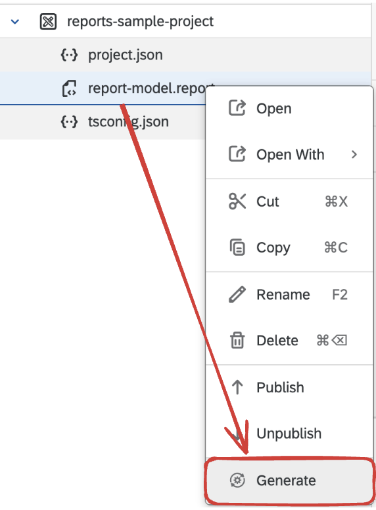 reports-sample-project
project.json
report-model.report
tsconfig.json
Open
Open With
Cut ⌘X
Copy ⌘C
Rename F2
Delete ⌘⌫
Publish
Unpublish
Generate